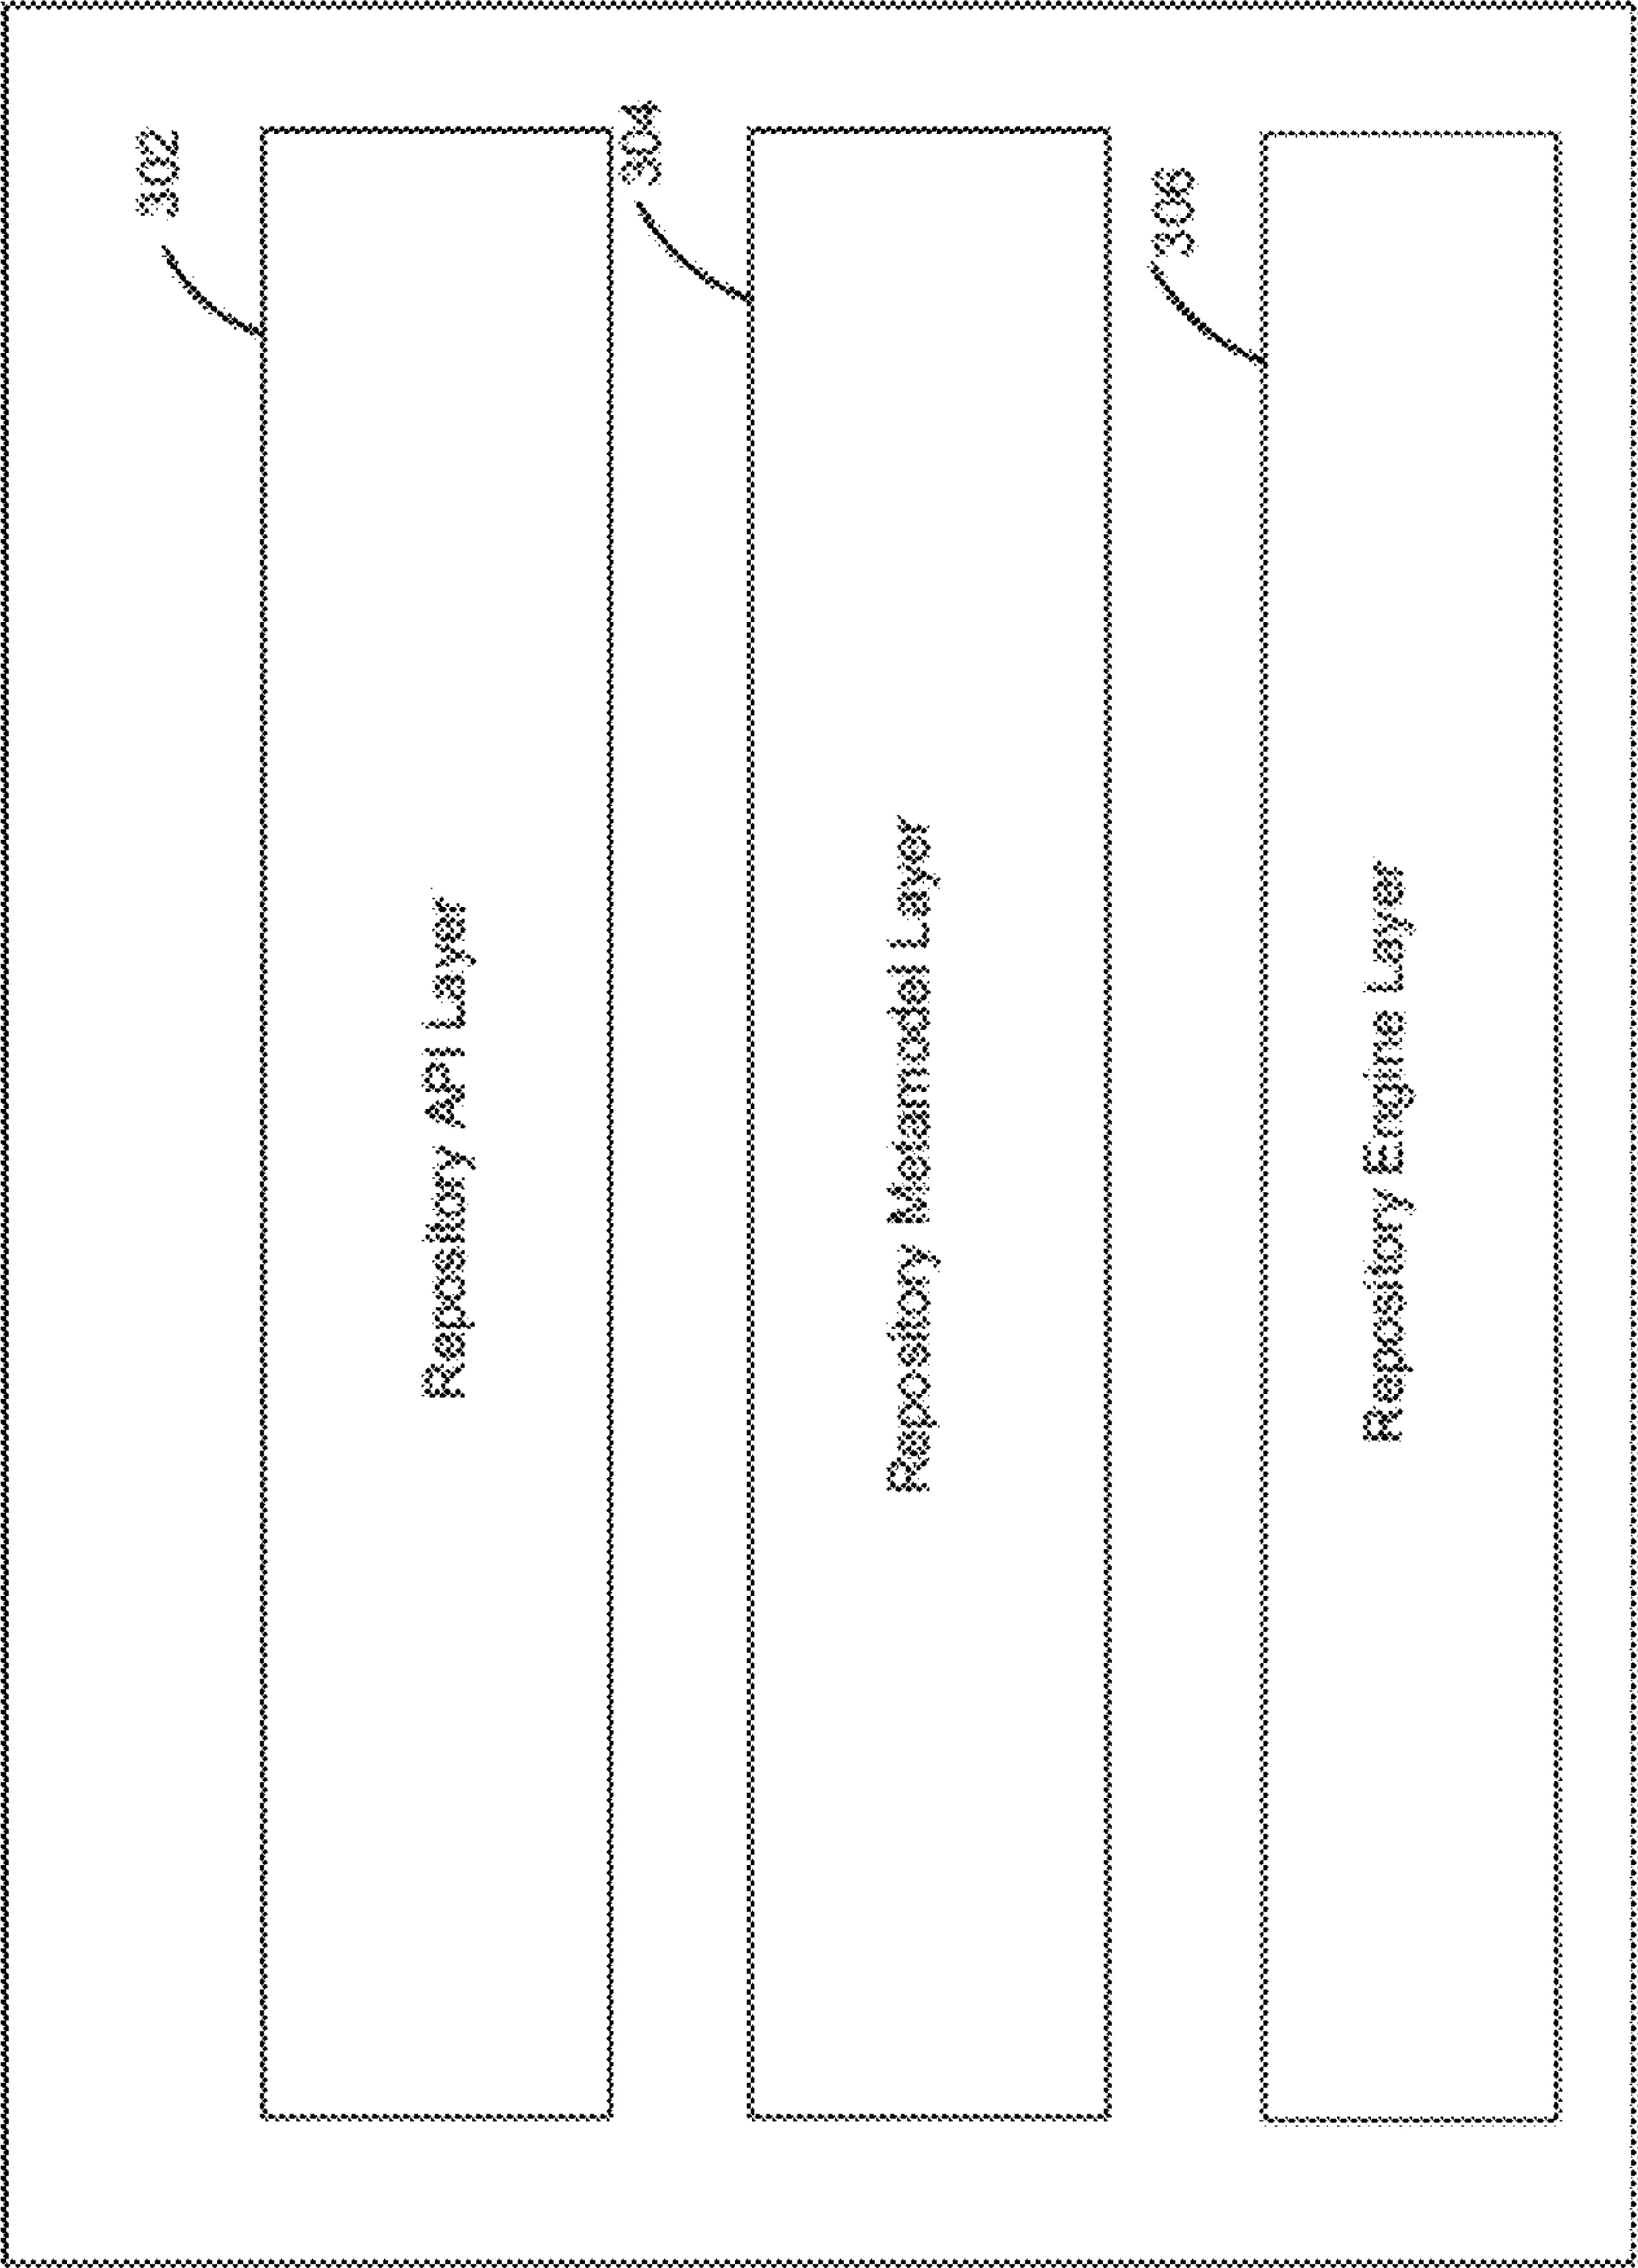 302
Repository API Layer
304
Repository Metamodel Layer
306
Repository Engine Layer